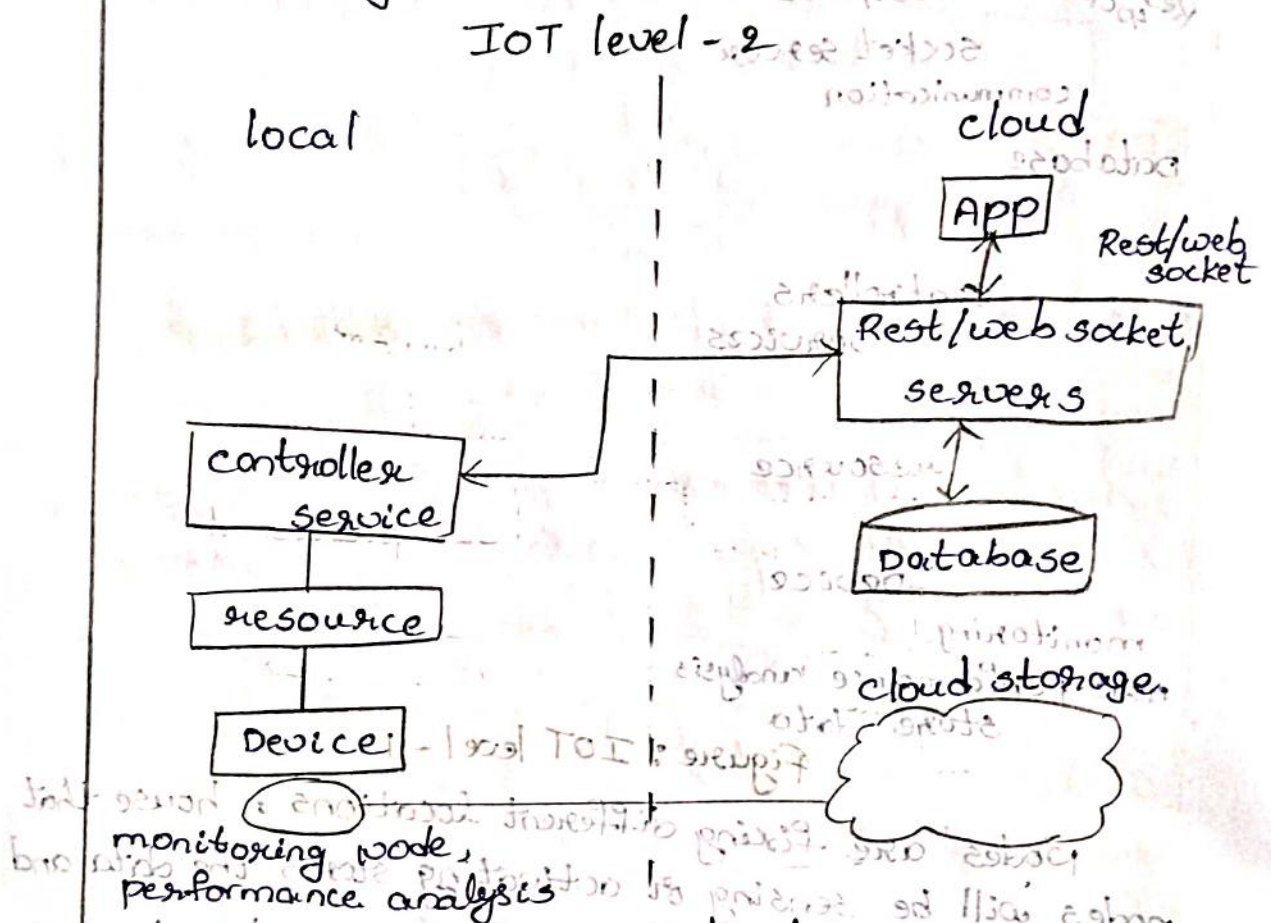 IOT level - 2
local
cloud
APP
Rest/web
socket
Rest/web socket
servers
controller
service
resource
Database
Device
cloud storage.
monitoring node,
performance analysis